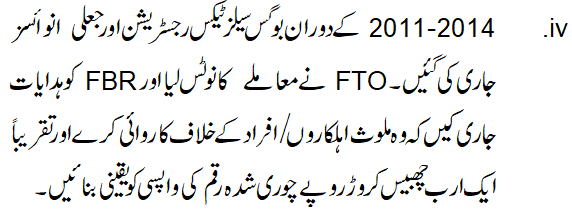 iv. 2011-2014 کے دوران بوگس سیلز ٹیکس رجسٹریشن اور جعلی انوائسز
جاری کی گئیں۔ FTO نے معاملے کا نوٹس لیا اور FBR کو ہدایات
جاری کیں کہ وہ ملوث اہلکاروں/افراد کے خلاف کاروائی کرے اور تقریباً
ایک ارب چھبیس کروڑ روپے چوری شدہ رقم کی واپسی کو یقینی بنائیں۔